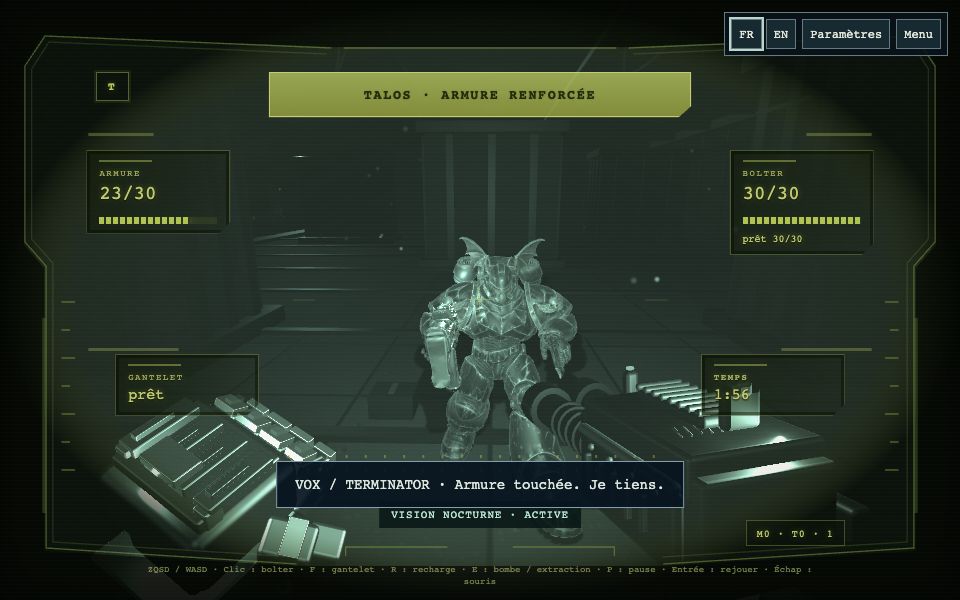 FR EN Paramètres Menu
T
TALOS · ARMURE RENFORCÉE
ARMURE
23/30
BOLTER
30/30
prêt 30/30
GANTELET
prêt
TEMPS
1:56
VOX / TERMINATOR · Armure touchée. Je tiens.
VISION NOCTURNE · ACTIVE
M0 · T0 · 1
ZQSD / WASD · Clic : bolter · F : gantelet · R : recharge · E : bombe / extraction · P : pause · Entrée : rejouer · Échap :
souris